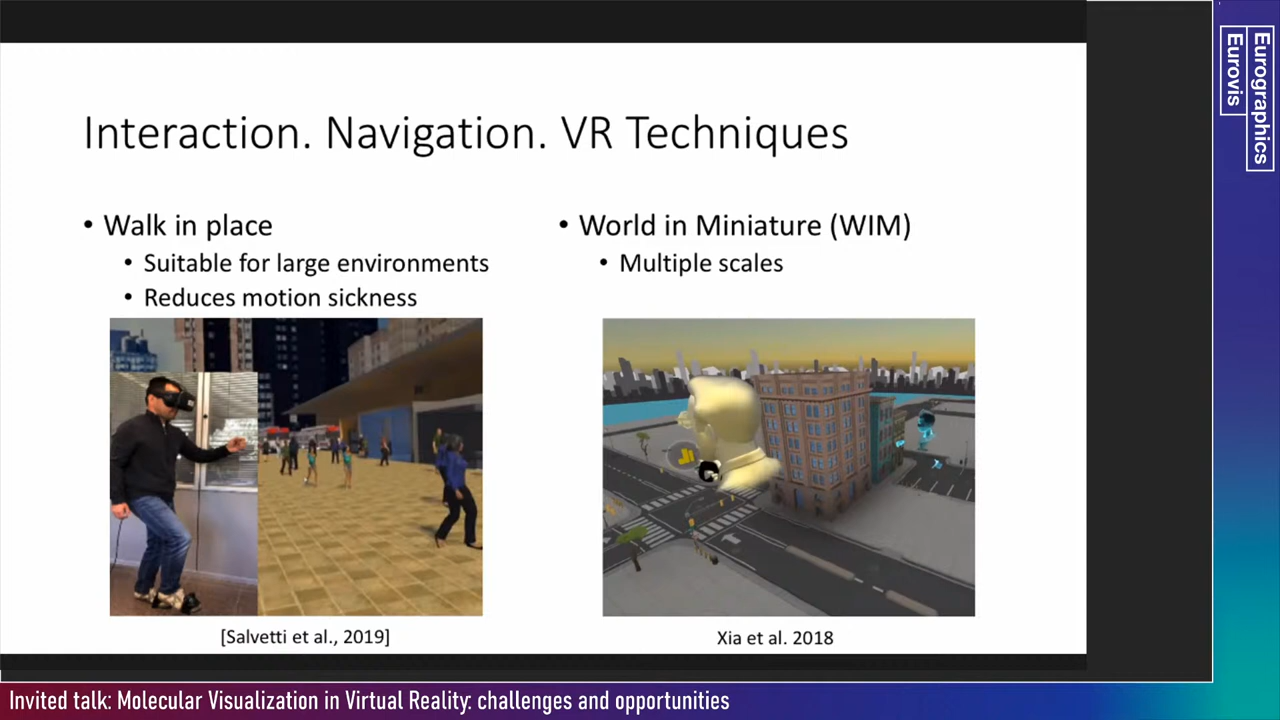 Interaction. Navigation. VR Techniques
• Walk in place
• Suitable for large environments
• Reduces motion sickness
[Salvetti et al., 2019]
• World in Miniature (WIM)
• Multiple scales
Xia et al. 2018
Eurographics
Eurovis
Invited talk: Molecular Visualization in Virtual Reality: challenges and opportunities